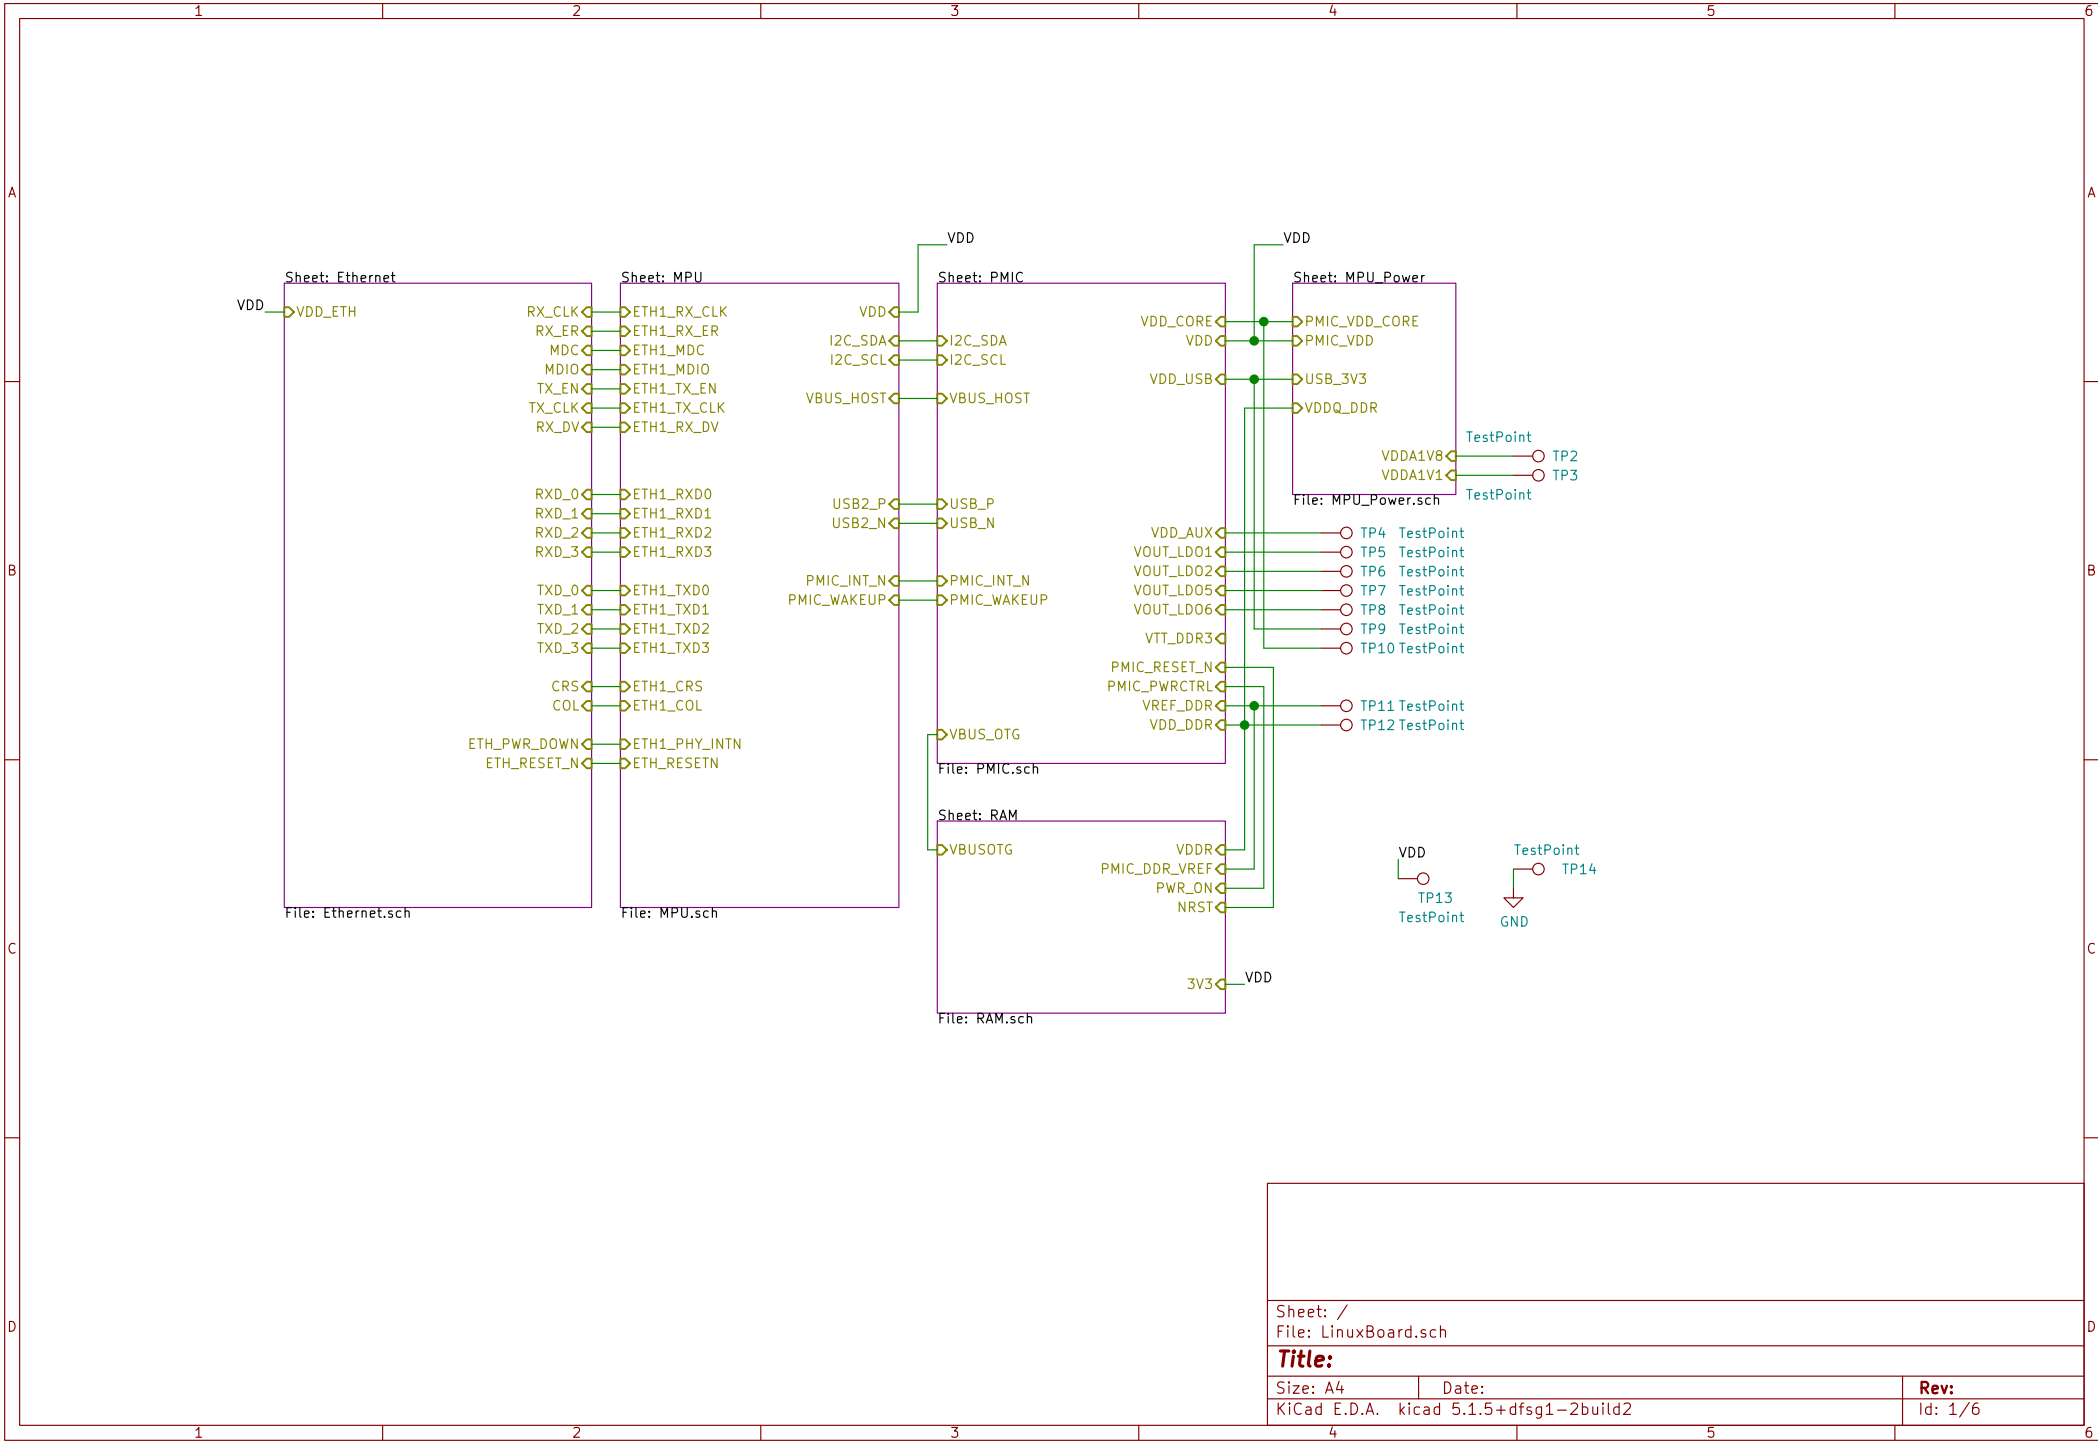 1 2 3 4 5 6
A A
B B
C C
D D
VDD
VDD
Sheet: Ethernet
VDD
VDD_ETH
RX_CLK
RX_ER
MDC
MDIO
TX_EN
TX_CLK
RX_DV
RXD_0
RXD_1
RXD_2
RXD_3
TXD_0
TXD_1
TXD_2
TXD_3
CRS
COL
ETH_PWR_DOWN
ETH_RESET_N
File: Ethernet.sch
Sheet: MPU
ETH1_RX_CLK
ETH1_RX_ER
ETH1_MDC
ETH1_MDIO
ETH1_TX_EN
ETH1_TX_CLK
ETH1_RX_DV
ETH1_RXD0
ETH1_RXD1
ETH1_RXD2
ETH1_RXD3
ETH1_TXD0
ETH1_TXD1
ETH1_TXD2
ETH1_TXD3
ETH1_CRS
ETH1_COL
ETH1_PHY_INTN
ETH_RESETN
VDD
I2C_SDA
I2C_SCL
VBUS_HOST
USB2_P
USB2_N
PMIC_INT_N
PMIC_WAKEUP
File: MPU.sch
Sheet: PMIC
I2C_SDA
I2C_SCL
VBUS_HOST
USB_P
USB_N
PMIC_INT_N
PMIC_WAKEUP
VBUS_OTG
VDD_CORE
VDD
VDD_USB
VDD_AUX
VOUT_LDO1
VOUT_LDO2
VOUT_LDO5
VOUT_LDO6
VTT_DDR3
PMIC_RESET_N
PMIC_PWRCTRL
VREF_DDR
VDD_DDR
File: PMIC.sch
Sheet: MPU_Power
PMIC_VDD_CORE
PMIC_VDD
USB_3V3
VDDQ_DDR
VDDA1V8
VDDA1V1
File: MPU_Power.sch
TestPoint
TP2
TP3
TestPoint
TP4 TestPoint
TP5 TestPoint
TP6 TestPoint
TP7 TestPoint
TP8 TestPoint
TP9 TestPoint
TP10 TestPoint
TP11 TestPoint
TP12 TestPoint
Sheet: RAM
VBUSOTG
VDDR
PMIC_DDR_VREF
PWR_ON
NRST
3V3
VDD
File: RAM.sch
VDD
TP13
TestPoint
TestPoint
TP14
GND
Sheet: /
File: LinuxBoard.sch
Title:
Size: A4 Date: Rev:
KiCad E.D.A. kicad 5.1.5+dfsg1-2build2 Id: 1/6
1 2 3 4 5 6